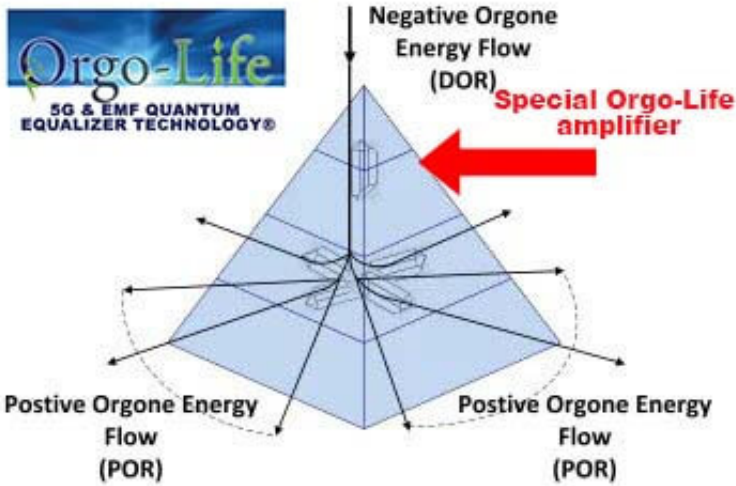 Orgo-Life
5G & EMF QUANTUM
EQUALIZER TECHNOLOGY®
Negative Orgone
Energy Flow
(DOR)
Special Orgo-Life
amplifier
Postive Orgone Energy
Flow
(POR)
Postive Orgone Energy
Flow
(POR)